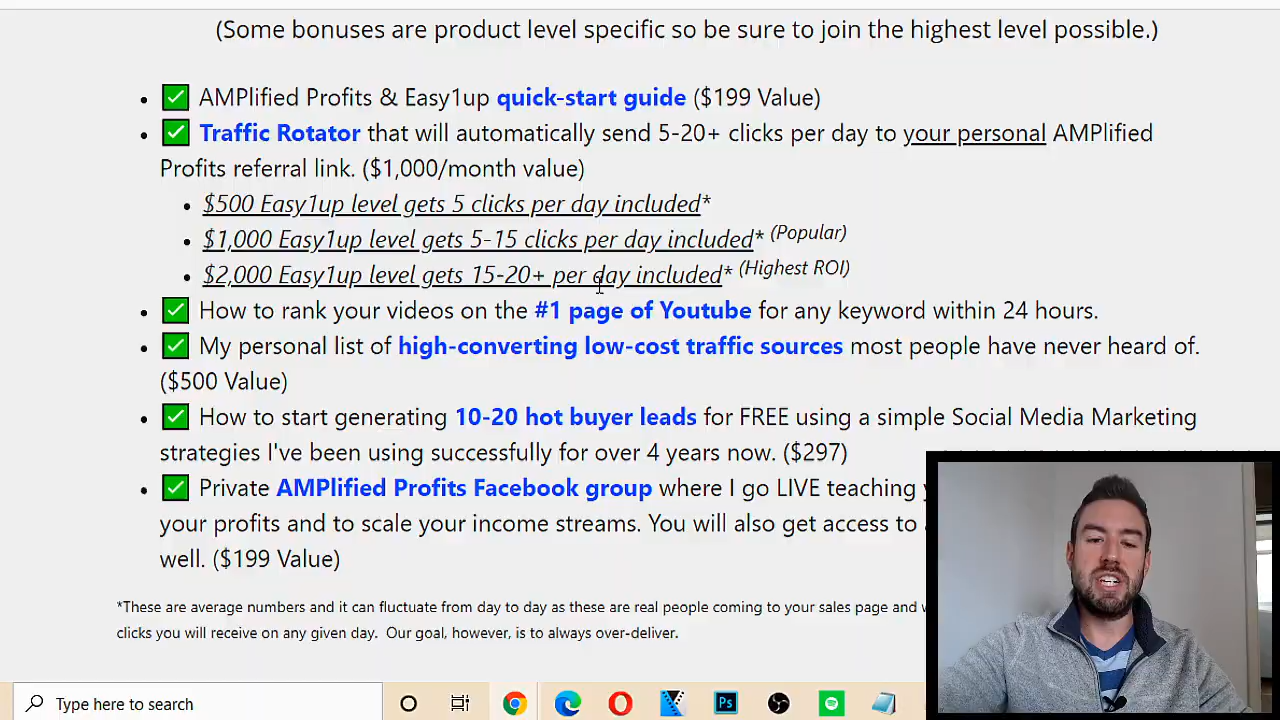 (Some bonuses are product level specific so be sure to join the highest level possible.)
AMPlified Profits & Easy1up quick-start guide ($199 Value)
Traffic Rotator that will automatically send 5-20+ clicks per day to your personal AMPlified
Profits referral link. ($1,000/month value)
$500 Easy1up level gets 5 clicks per day included*
$1,000 Easy1up level gets 5-15 clicks per day included* (Popular)
$2,000 Easy1up level gets 15-20+ per day included* (Highest ROI)
How to rank your videos on the #1 page of Youtube for any keyword within 24 hours.
My personal list of high-converting low-cost traffic sources most people have never heard of.
($500 Value)
How to start generating 10-20 hot buyer leads for FREE using a simple Social Media Marketing
strategies I've been using successfully for over 4 years now. ($297)
Private AMPlified Profits Facebook group where I go LIVE teaching
your profits and to scale your income streams. You will also get access to
well. ($199 Value)
*These are average numbers and it can fluctuate from day to day as these are real people coming to your sales page and
clicks you will receive on any given day. Our goal, however, is to always over-deliver.
Type here to search
Ps